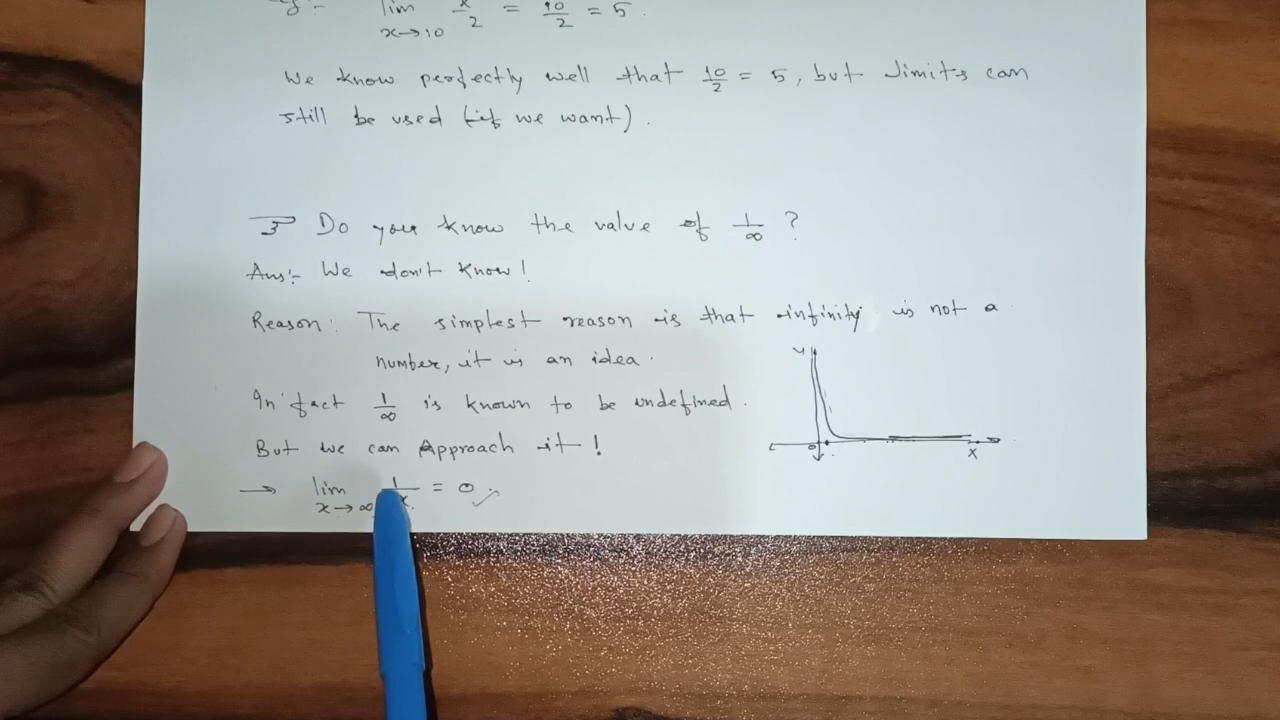 lim x/2 = 10/2 = 5.
x→10
We know perfectly well that 10/2 = 5, but limits can
still be used (if we want).
Do you know the value of 1/∞ ?
Ans:- We don't know!
Reason: The simplest reason is that infinity is not a
number, it is an idea.
In fact 1/∞ is known to be undefined.
But we can Approach it!
→ lim 1/x = 0.
x→∞
y
0
x